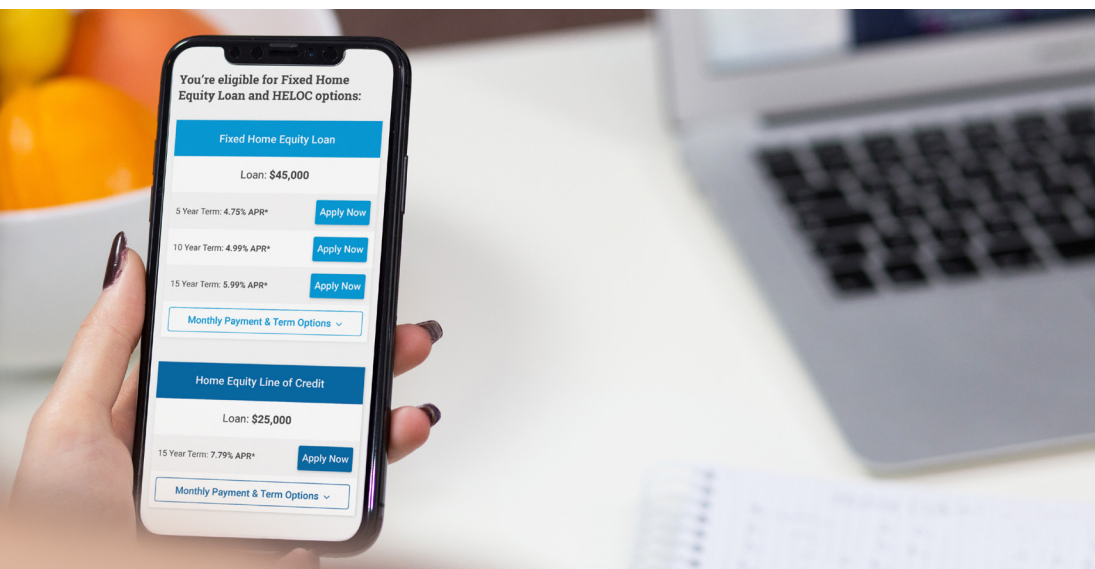 You're eligible for Fixed Home
Equity Loan and HELOC options:
Fixed Home Equity Loan
Loan: $45,000
5 Year Term: 4.75% APR* Apply Now
10 Year Term: 4.99% APR* Apply Now
15 Year Term: 5.99% APR* Apply Now
Monthly Payment & Term Options
Home Equity Line of Credit
Loan: $25,000
15 Year Term: 7.79% APR* Apply Now
Monthly Payment & Term Options